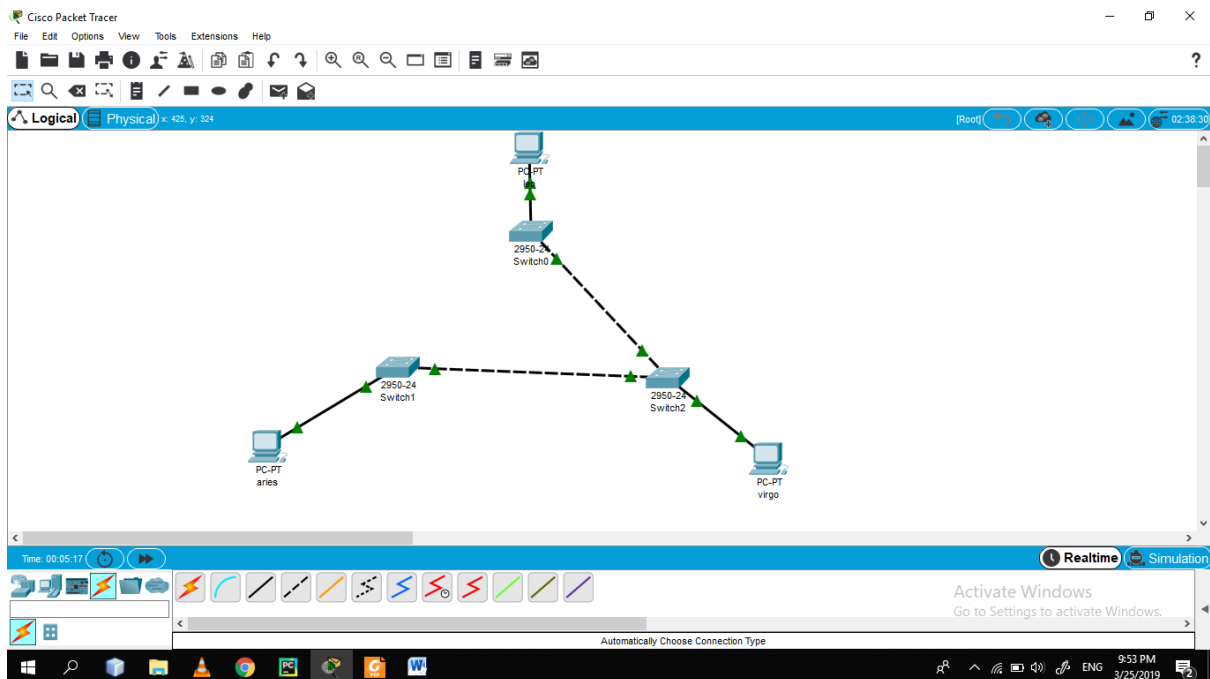 Cisco Packet Tracer
File Edit Options View Tools Extensions Help
?
Logical Physical x: 425, y: 324 [Root] 02:38:30
PC-PT
2950-24
Switch0
2950-24
Switch1
2950-24
Switch2
PC-PT
aries
PC-PT
virgo
Time: 00:05:17 Realtime Simulation
Activate Windows
Go to Settings to activate Windows.
Automatically Choose Connection Type
ENG 9:53 PM
3/25/2019